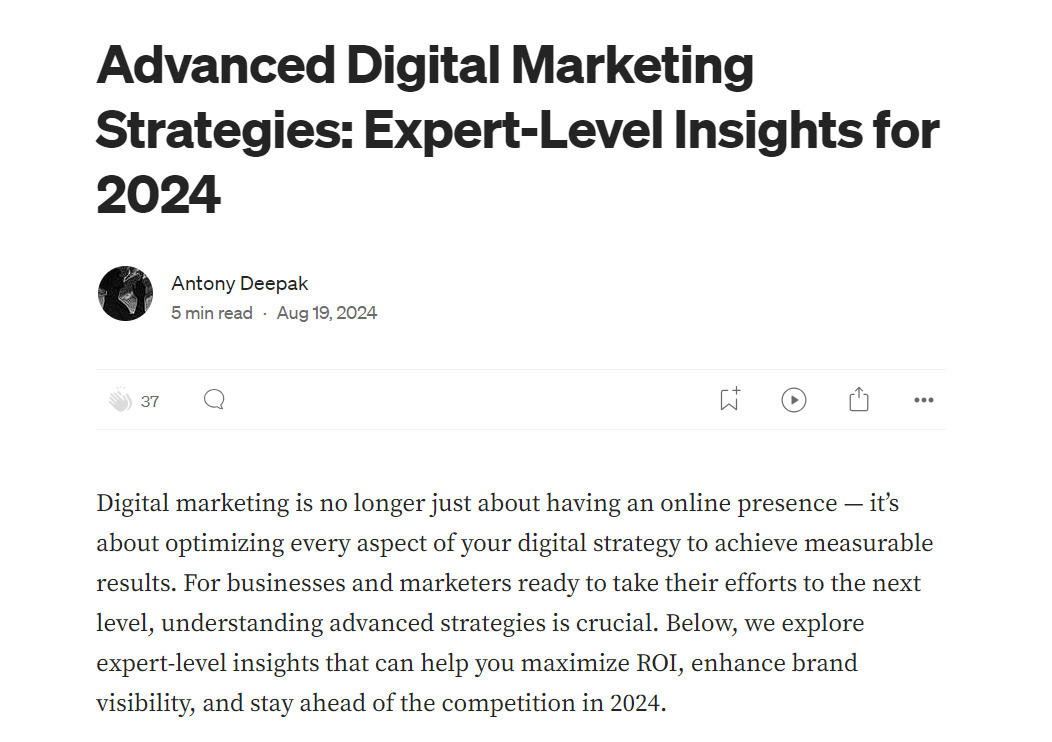 Advanced Digital Marketing
Strategies: Expert-Level Insights for
2024
Antony Deepak
5 min read · Aug 19, 2024
37
Digital marketing is no longer just about having an online presence — it’s
about optimizing every aspect of your digital strategy to achieve measurable
results. For businesses and marketers ready to take their efforts to the next
level, understanding advanced strategies is crucial. Below, we explore
expert-level insights that can help you maximize ROI, enhance brand
visibility, and stay ahead of the competition in 2024.